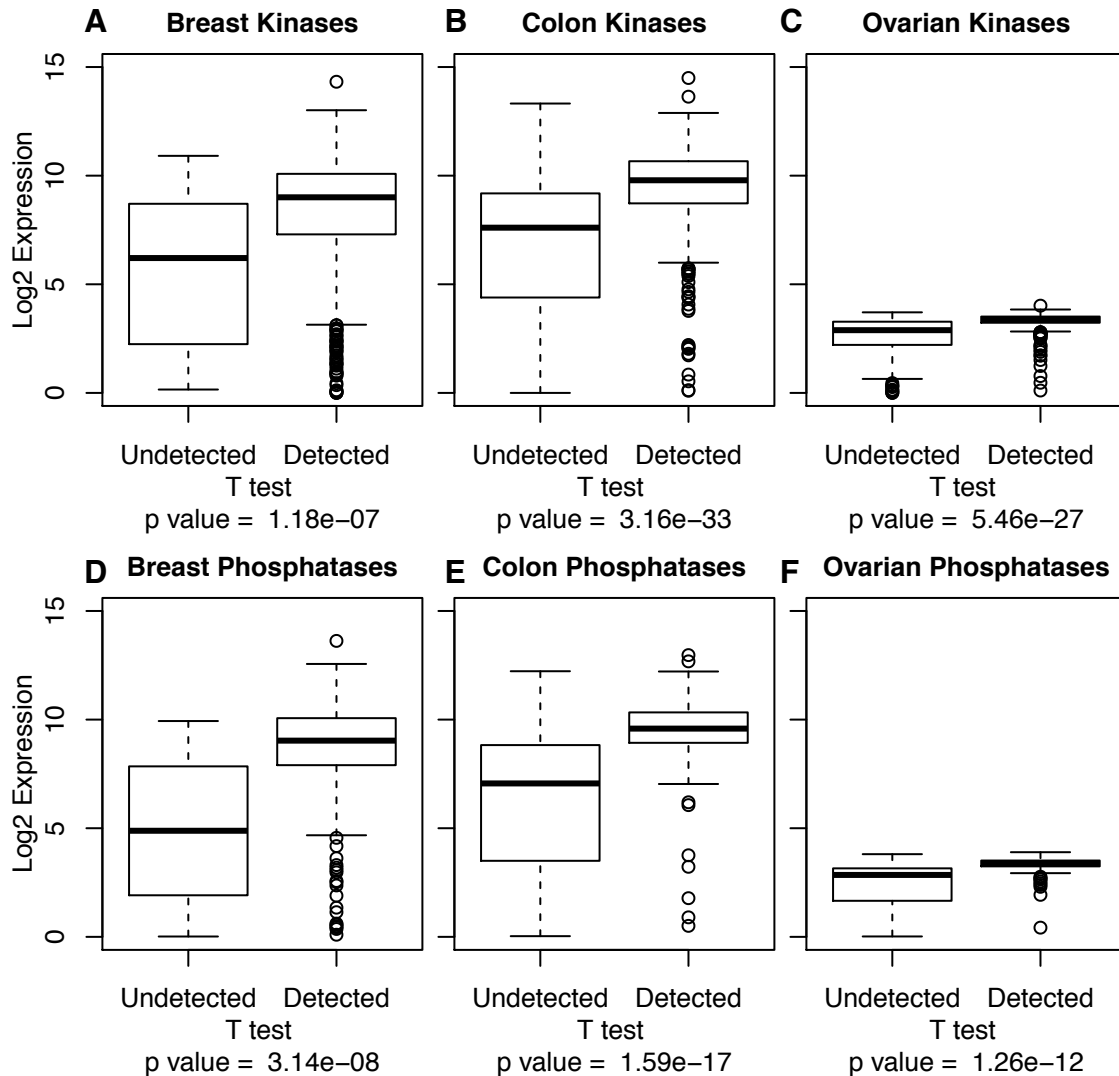 A Breast Kinases B Colon Kinases C Ovarian Kinases
15
10
5
0
Log2 Expression
Undetected Detected Undetected Detected Undetected Detected
T test T test T test
p value = 1.18e−07 p value = 3.16e−33 p value = 5.46e−27
D Breast Phosphatases E Colon Phosphatases F Ovarian Phosphatases
15
10
5
0
Log2 Expression
Undetected Detected Undetected Detected Undetected Detected
T test T test T test
p value = 3.14e−08 p value = 1.59e−17 p value = 1.26e−12